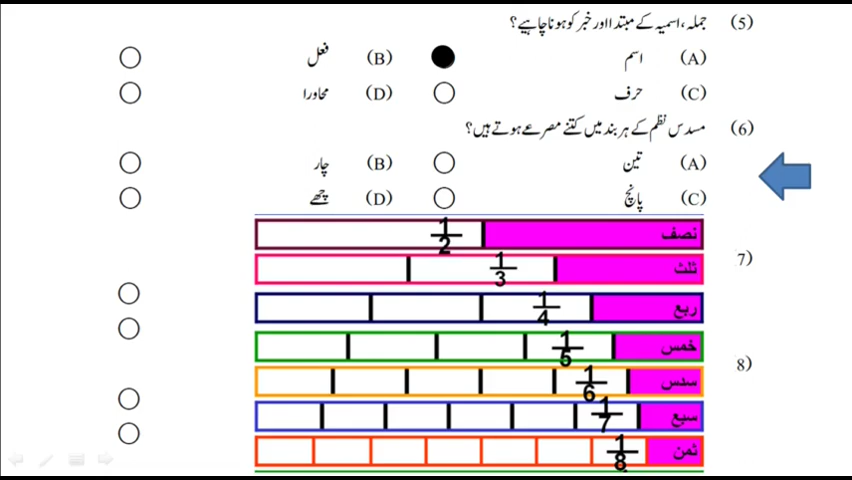 (5) جملہ، اسمیہ کے مبتدا اور خبر کو ہونا چاہیے؟
(A) اسم (B) فعل
(C) حرف (D) محاورا
(6) مسدس نظم کے ہر بند میں کتنے مصرعے ہوتے ہیں؟
(A) تین (B) چار
(C) پانچ (D) چھے
نصف 1/2
7)
ثلث 1/3
ربع 1/4
خمس 1/5
8)
سدس 1/6
سبع 1/7
ثمن 1/8